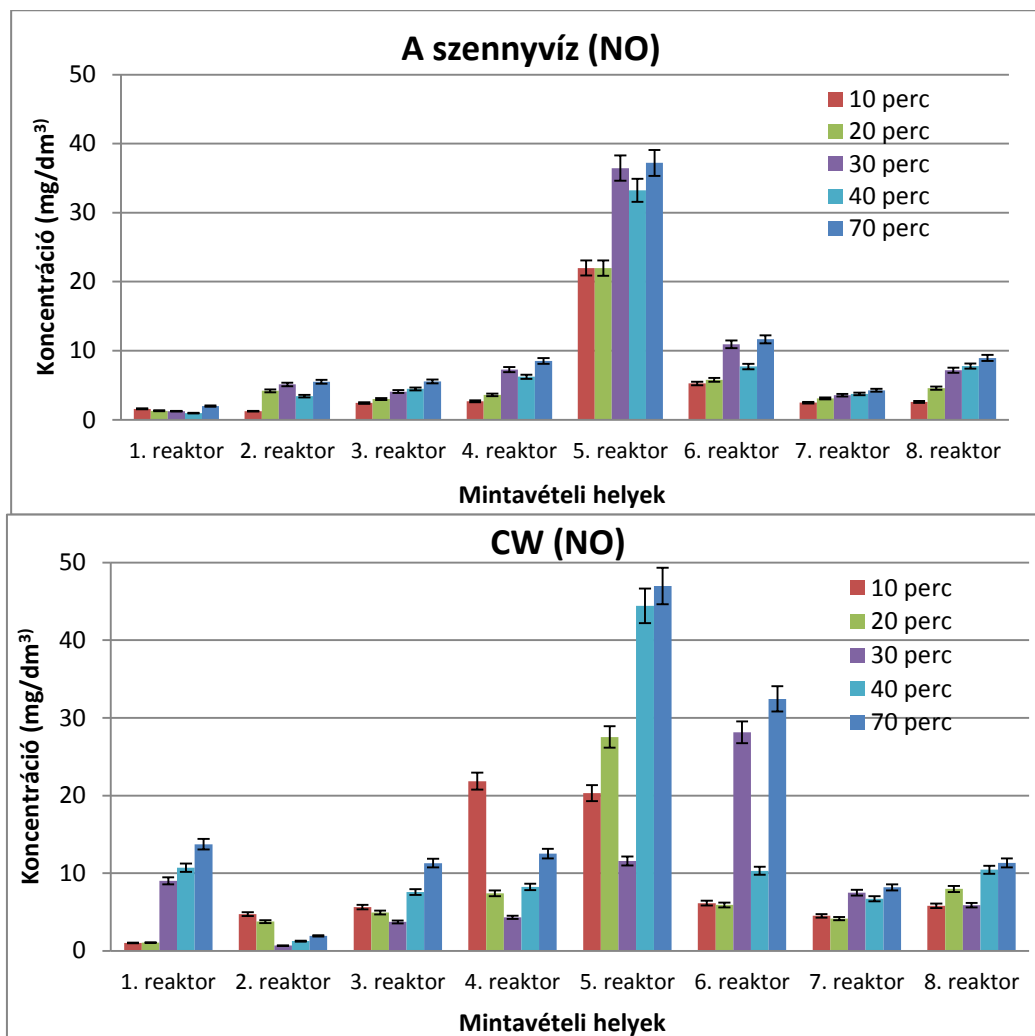 A szennyvíz (NO)
50
40
30
20
10
0
Koncentráció (mg/dm³)
10 perc
20 perc
30 perc
40 perc
70 perc
1. reaktor 2. reaktor 3. reaktor 4. reaktor 5. reaktor 6. reaktor 7. reaktor 8. reaktor
Mintavételi helyek
CW (NO)
50
40
30
20
10
0
Koncentráció (mg/dm³)
10 perc
20 perc
30 perc
40 perc
70 perc
1. reaktor 2. reaktor 3. reaktor 4. reaktor 5. reaktor 6. reaktor 7. reaktor 8. reaktor
Mintavételi helyek